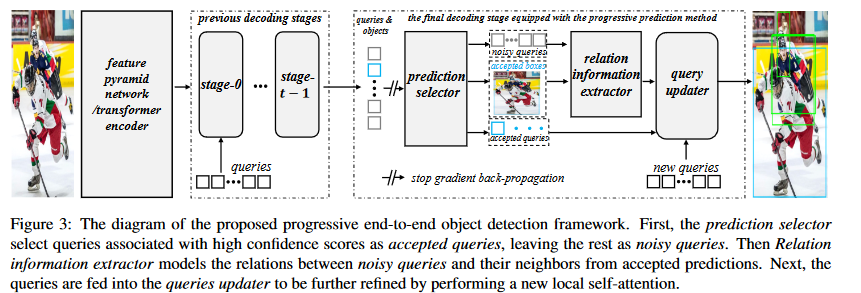 previous decoding stages
queries &
objects
the final decoding stage equipped with the progressive prediction method
feature
pyramid
network
/transformer
encoder
stage-0
stage-
t − 1
queries
prediction
selector
noisy queries
accepted boxes
accepted queries
relation
information
extractor
query
updater
new queries
stop gradient back-propagation
Figure 3: The diagram of the proposed progressive end-to-end object detection framework. First, the prediction selector
select queries associated with high confidence scores as accepted queries, leaving the rest as noisy queries. Then Relation
information extractor models the relations between noisy queries and their neighbors from accepted predictions. Next, the
queries are fed into the queries updater to be further refined by performing a new local self-attention.